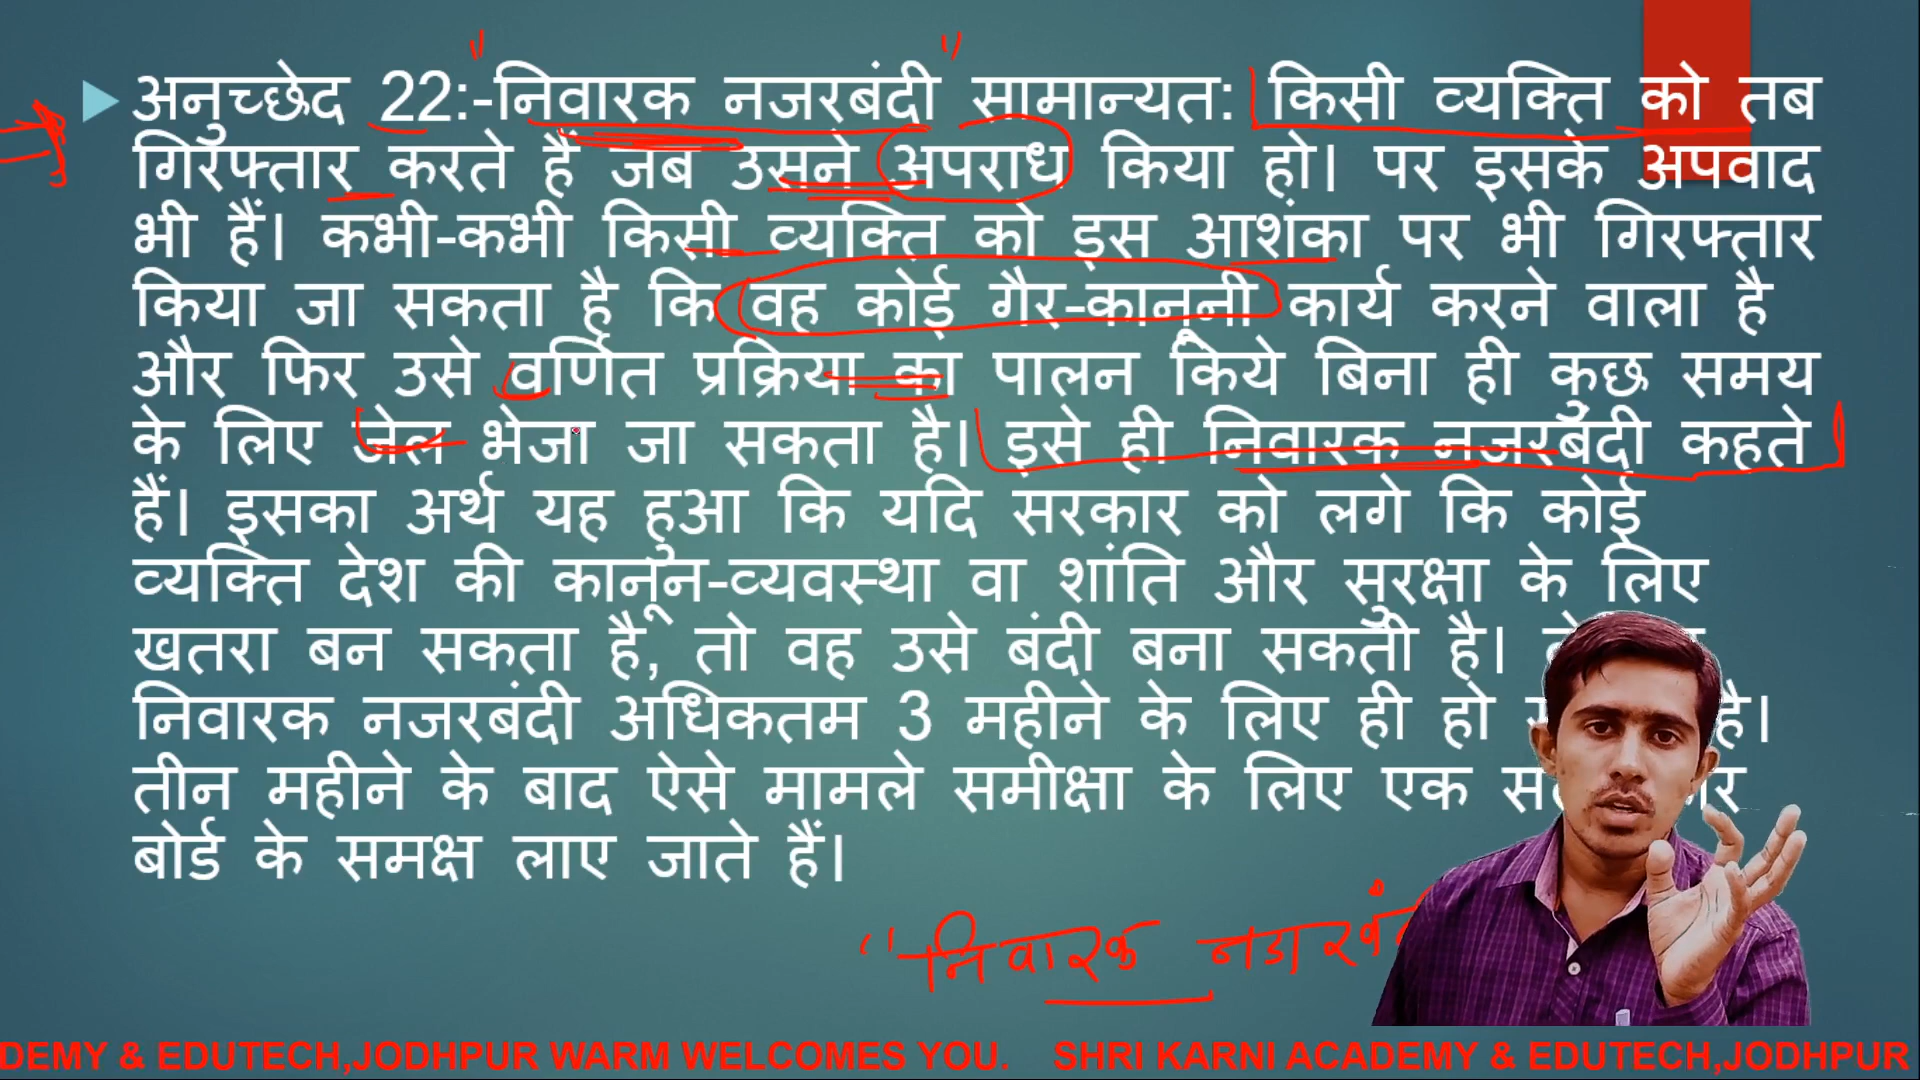 अनुच्छेद 22:-निवारक नजरबंदी सामान्यत: किसी व्यक्ति को तब
गिरफ्तार करते हैं जब उसने अपराध किया हो। पर इसके अपवाद
भी हैं। कभी-कभी किसी व्यक्ति को इस आशंका पर भी गिरफ्तार
किया जा सकता है कि वह कोई गैर-कानूनी कार्य करने वाला है
और फिर उसे वर्णित प्रक्रिया का पालन किये बिना ही कुछ समय
के लिए जेल भेजा जा सकता है। इसे ही निवारक नजरबंदी कहते
हैं। इसका अर्थ यह हुआ कि यदि सरकार को लगे कि कोई
व्यक्ति देश की कानून-व्यवस्था वा शांति और सुरक्षा के लिए
खतरा बन सकता है, तो वह उसे बंदी बना सकती है।
निवारक नजरबंदी अधिकतम 3 महीने के लिए ही हो है।
तीन महीने के बाद ऐसे मामले समीक्षा के लिए एक
बोर्ड के समक्ष लाए जाते हैं।
"निवारक
DEMY & EDUTECH,JODHPUR WARM WELCOMES YOU. SHRI KARNI ACADEMY & EDUTECH,JODHPUR